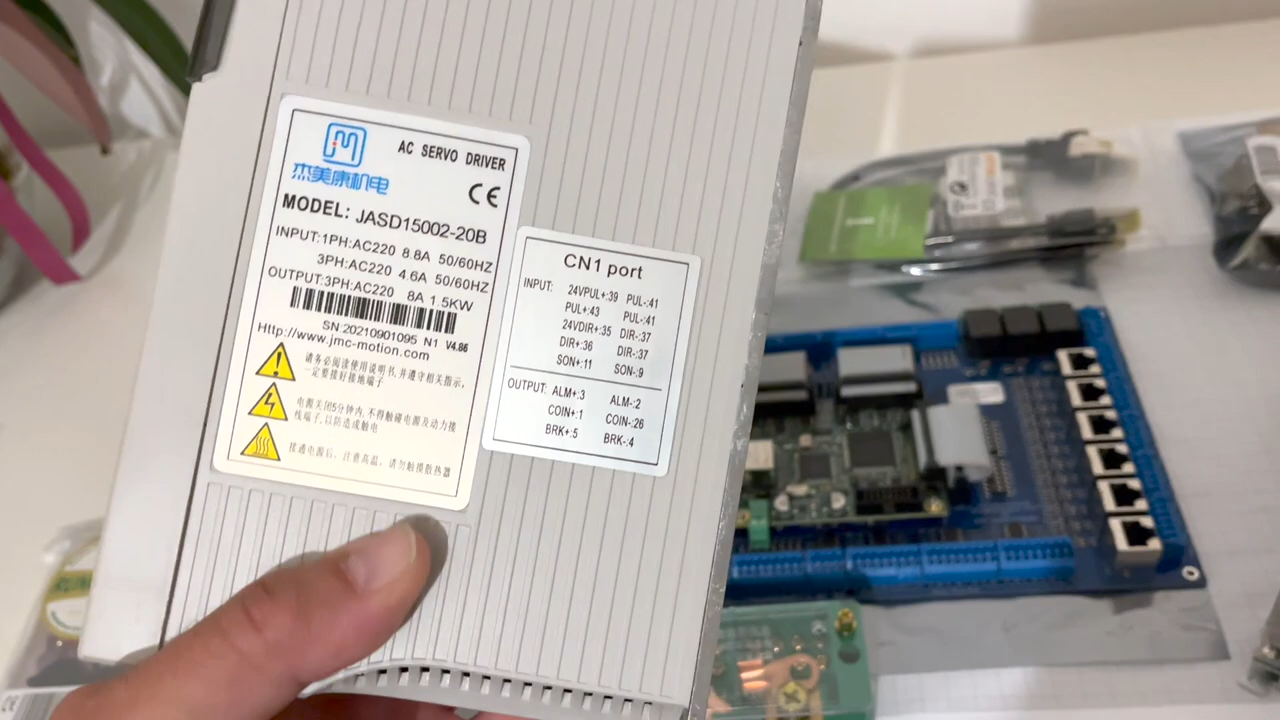 杰美康机电
AC SERVO DRIVER
CE
MODEL: JASD15002-20B
INPUT:1PH:AC220 8.8A 50/60HZ
3PH:AC220 4.6A 50/60HZ
OUTPUT:3PH:AC220 8A 1.5KW
SN:20210901095 N1 V4.86
Http://www.jmc-motion.com
请务必阅读使用说明书,并遵守相关指示,
一定要接好接地端子
电源关闭5分钟内,不得触碰电源及动力接
线端子,以防造成触电
接通电源后、注意高温,请勿触摸散热器
CN1 port
INPUT: 24VPUL+:39 PUL-:41
PUL+:43 PUL-:41
24VDIR+:35 DIR-:37
DIR+:36 DIR-:37
SON+:11 SON-:9
OUTPUT: ALM+:3 ALM-:2
COIN+:1 COIN-:26
BRK+:5 BRK-:4